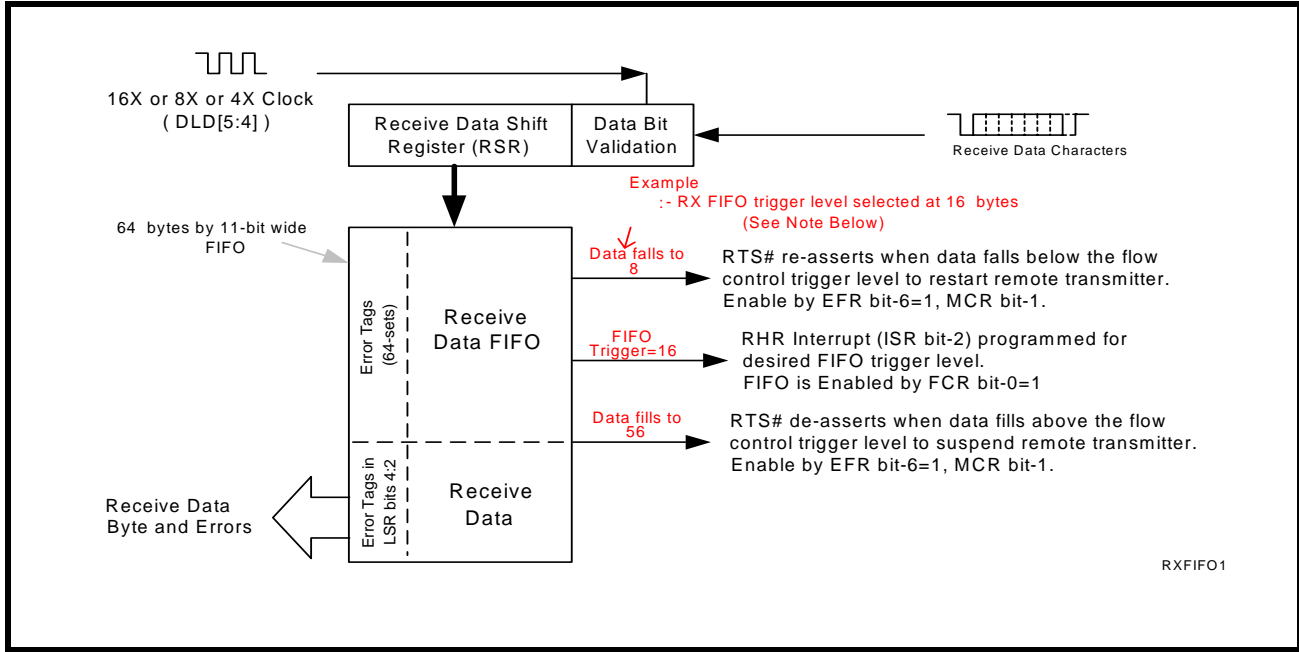 16X or 8X or 4X Clock
( DLD[5:4] )
Receive Data Shift
Register (RSR)
Data Bit
Validation
Receive Data Characters
Example
:- RX FIFO trigger level selected at 16 bytes
(See Note Below)
64 bytes by 11-bit wide
FIFO
Data falls to
8
RTS# re-asserts when data falls below the flow
control trigger level to restart remote transmitter.
Enable by EFR bit-6=1, MCR bit-1.
Error Tags
(64-sets)
Receive
Data FIFO
FIFO
Trigger=16
RHR Interrupt (ISR bit-2) programmed for
desired FIFO trigger level.
FIFO is Enabled by FCR bit-0=1
Data fills to
56
RTS# de-asserts when data fills above the flow
control trigger level to suspend remote transmitter.
Enable by EFR bit-6=1, MCR bit-1.
Error Tags in
LSR bits 4:2
Receive
Data
Receive Data
Byte and Errors
RXFIFO1